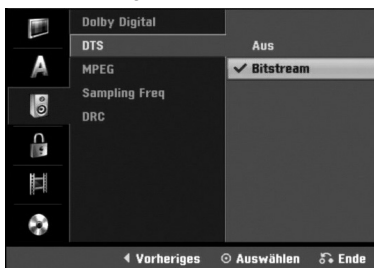 Dolby Digital
DTS Aus
MPEG ✓ Bitstream
Sampling Freq
DRC
A
Vorheriges Auswählen Ende